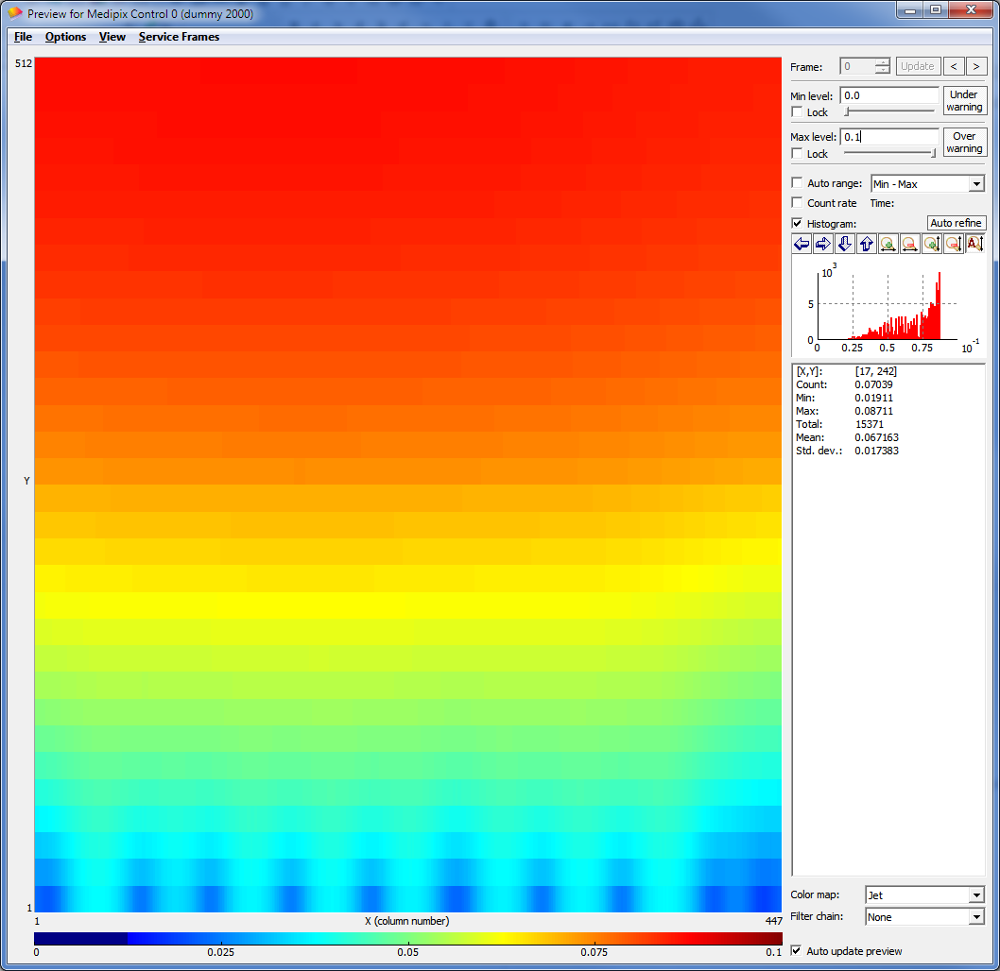 Preview for Medipix Control 0 (dummy 2000)
File Options View Service Frames
512
Y
1
1 X (column number) 447
0 0.025 0.05 0.075 0.1
Frame: 0 Update < >
Min level: 0.0 Under warning
Lock
Max level: 0.1 Over warning
Lock
Auto range: Min - Max
Count rate Time:
Histogram: Auto refine
A
10 3
5
0
0 0.25 0.5 0.75 10 -1
[X,Y]: [17, 242]
Count: 0.07039
Min: 0.01911
Max: 0.08711
Total: 15371
Mean: 0.067163
Std. dev.: 0.017383
Color map: Jet
Filter chain: None
Auto update preview